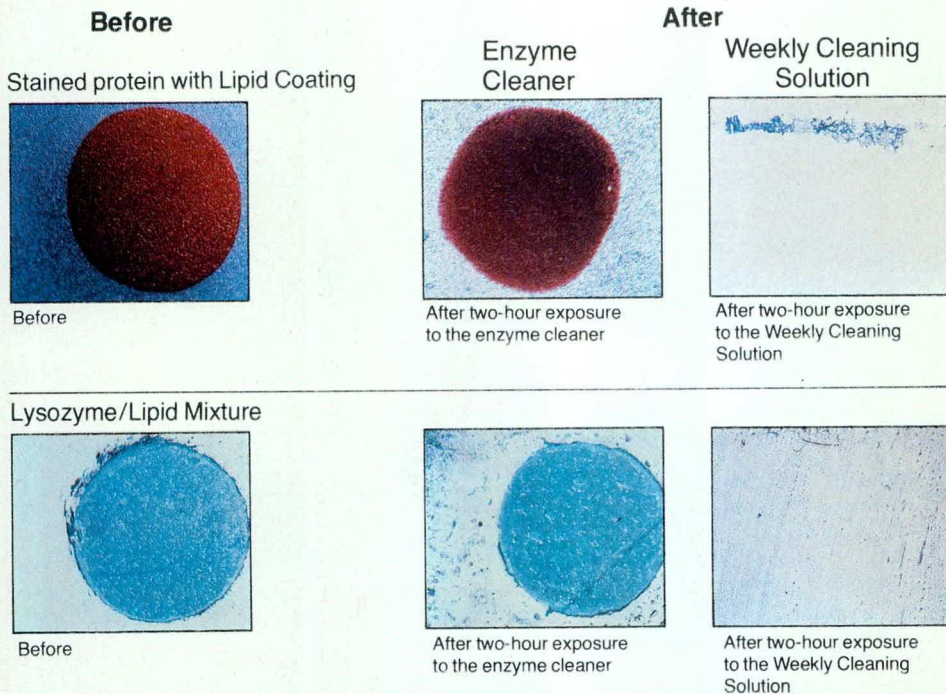 Before
After
Enzyme
Cleaner
Weekly Cleaning
Solution
Stained protein with Lipid Coating
Before
After two-hour exposure
to the enzyme cleaner
After two-hour exposure
to the Weekly Cleaning
Solution
Lysozyme/Lipid Mixture
Before
After two-hour exposure
to the enzyme cleaner
After two-hour exposure
to the Weekly Cleaning
Solution